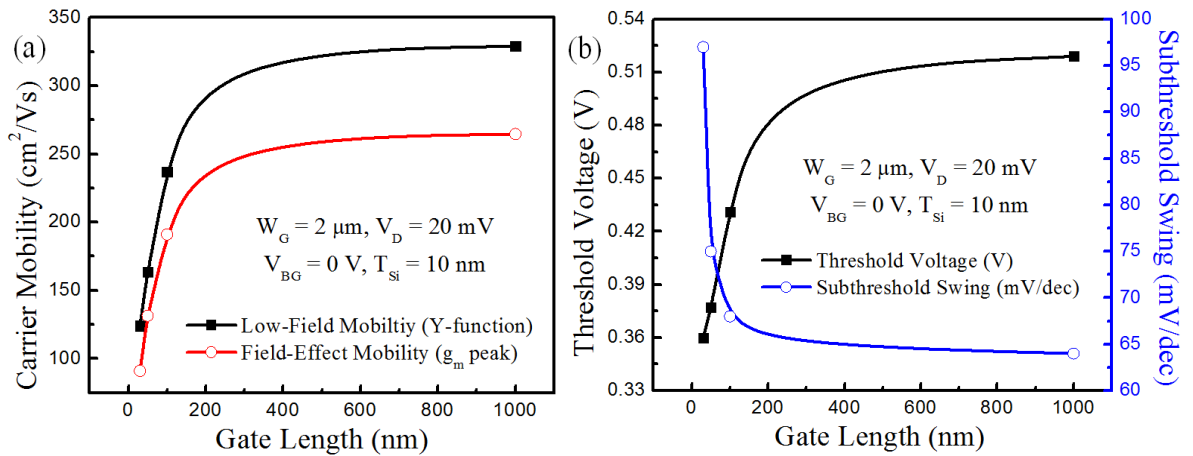 (a)
Carrier Mobility (cm²/Vs)
350
325
300
275
250
225
200
175
150
125
100
W_G = 2 μm, V_D = 20 mV
V_BG = 0 V, T_Si = 10 nm
Low-Field Mobiltiy (Y-function)
Field-Effect Mobility (g_m peak)
0 200 400 600 800 1000
Gate Length (nm)
(b)
Threshold Voltage (V)
0.54
0.51
0.48
0.45
0.42
0.39
0.36
0.33
W_G = 2 μm, V_D = 20 mV
V_BG = 0 V, T_Si = 10 nm
Threshold Voltage (V)
Subthreshold Swing (mV/dec)
0 200 400 600 800 1000
Gate Length (nm)
100
95
90
85
80
75
70
65
60
Subthreshold Swing (mV/dec)